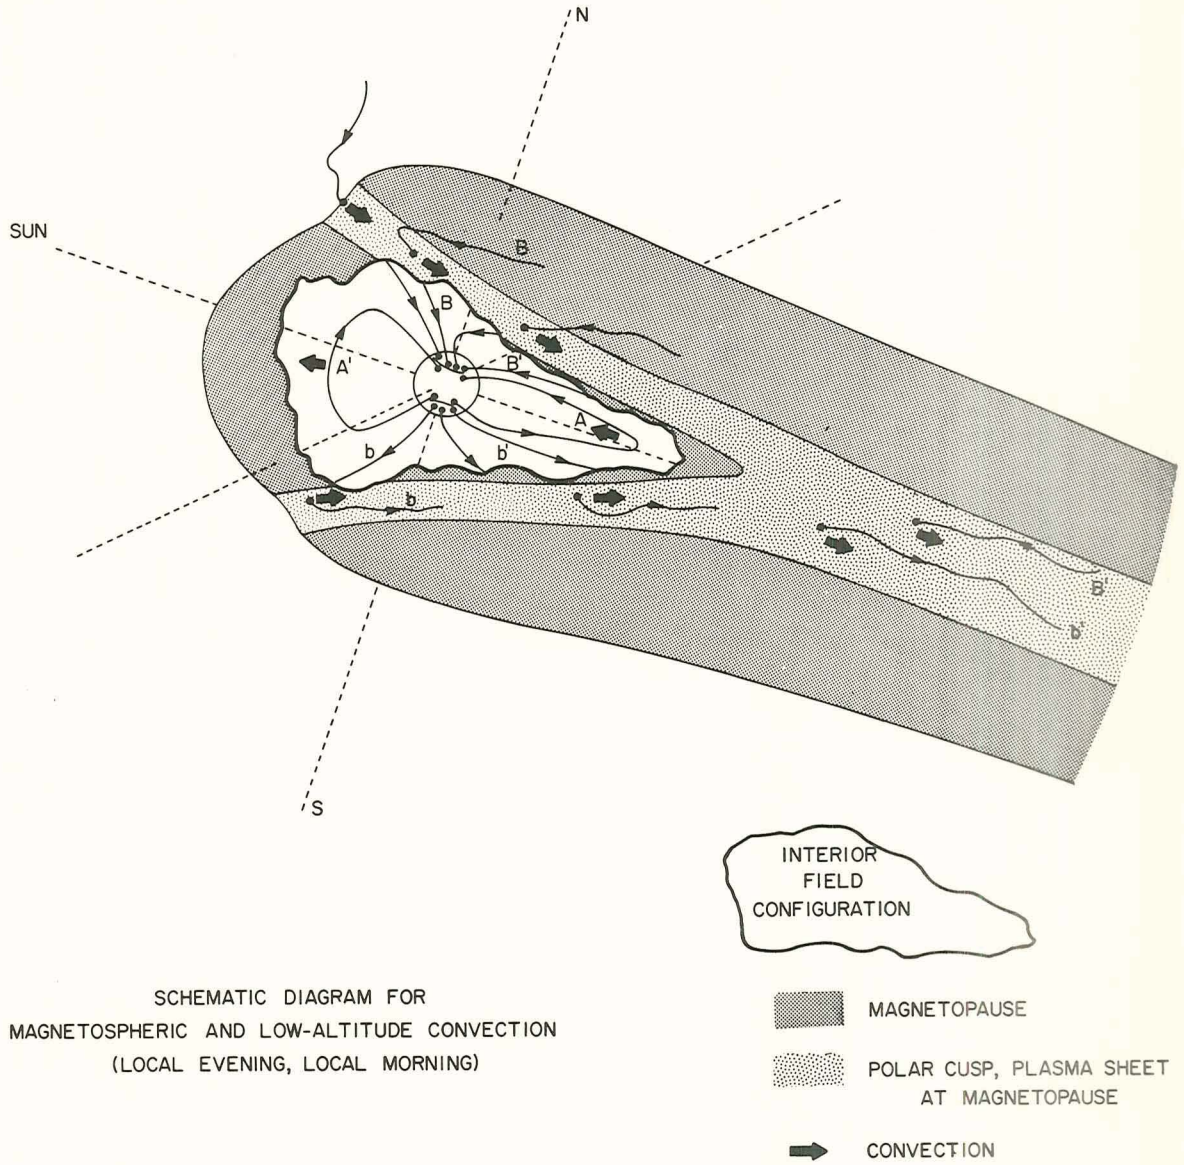 N
SUN
B
B
A'
B'
A
b
b'
b
B'
b'
S
INTERIOR
FIELD
CONFIGURATION
SCHEMATIC DIAGRAM FOR
MAGNETOSPHERIC AND LOW-ALTITUDE CONVECTION
(LOCAL EVENING, LOCAL MORNING)
MAGNETOPAUSE
POLAR CUSP, PLASMA SHEET
AT MAGNETOPAUSE
CONVECTION